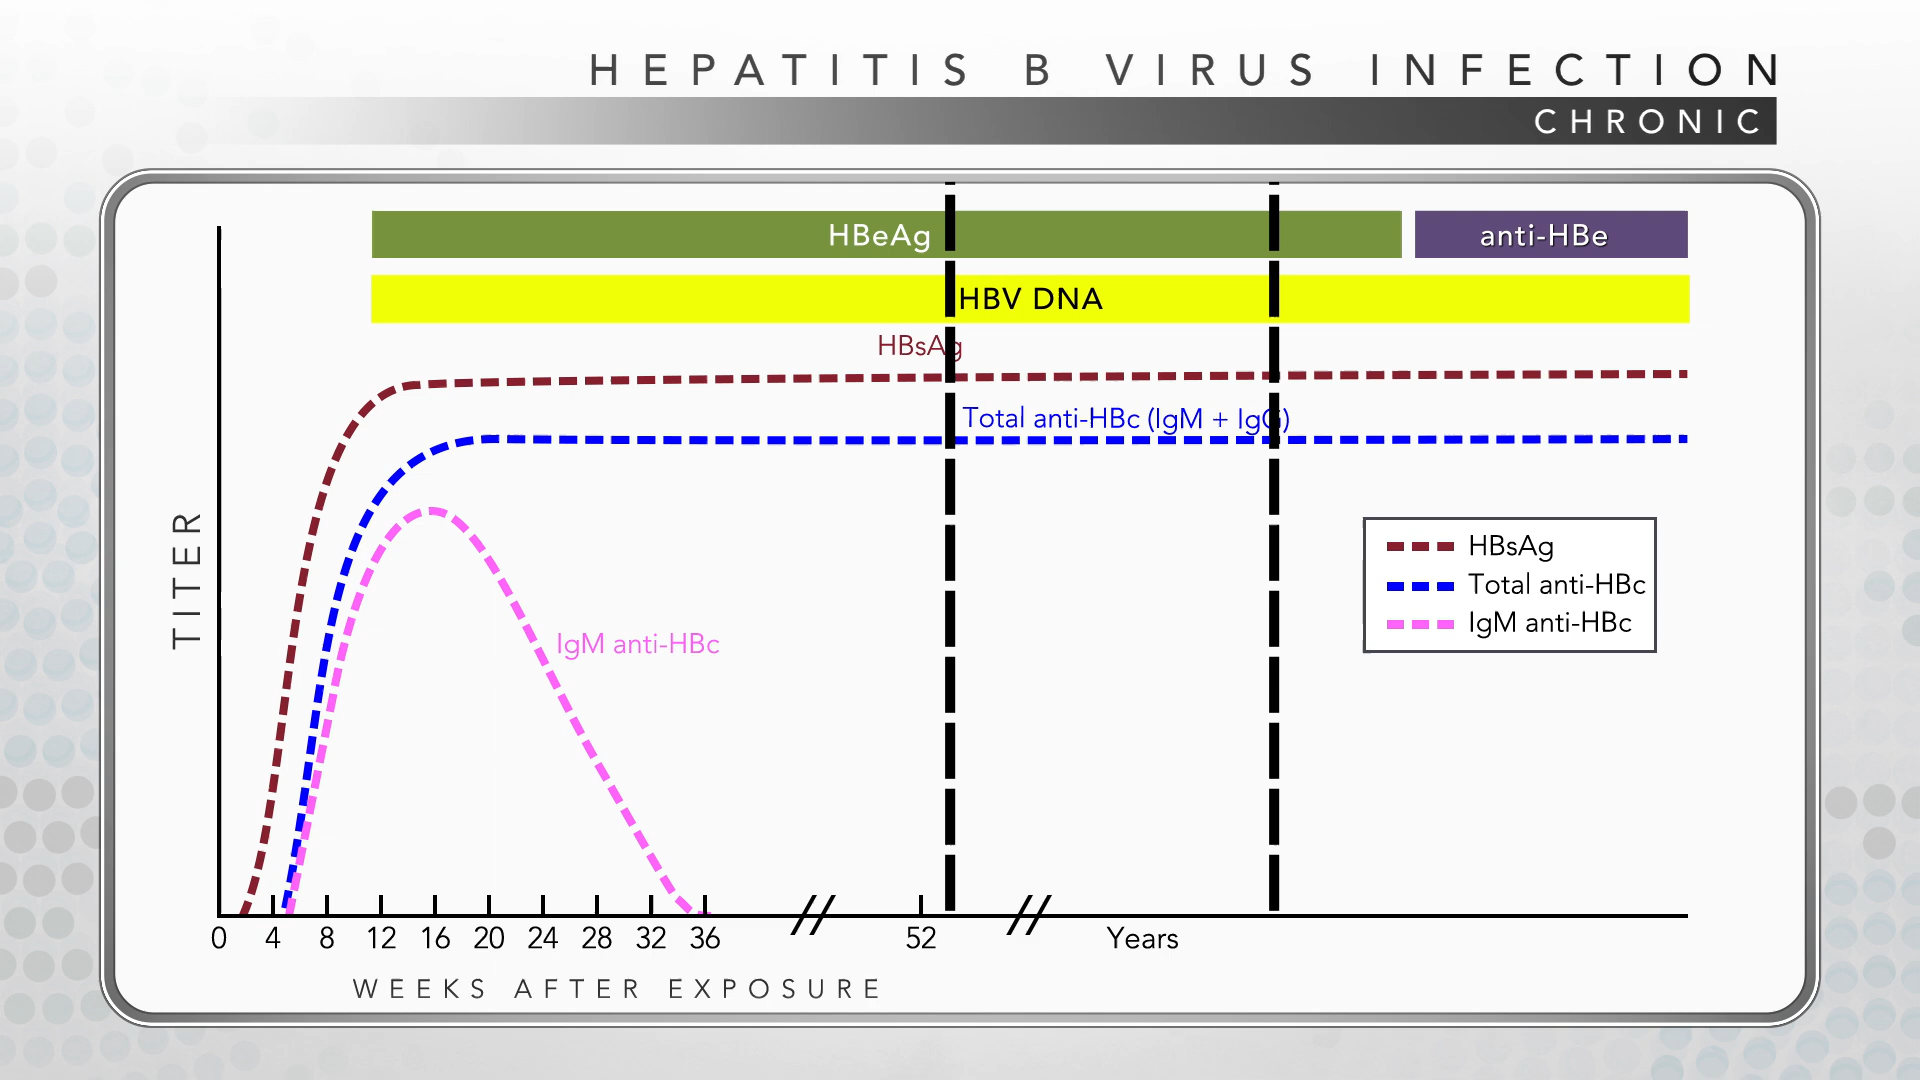 HEPATITIS B VIRUS INFECTION
CHRONIC
HBeAg
anti-HBe
HBV DNA
HBsAg
Total anti-HBc (IgM + IgG)
IgM anti-HBc
HBsAg
Total anti-HBc
IgM anti-HBc
TITER
0 4 8 12 16 20 24 28 32 36 // 52 // Years
WEEKS AFTER EXPOSURE